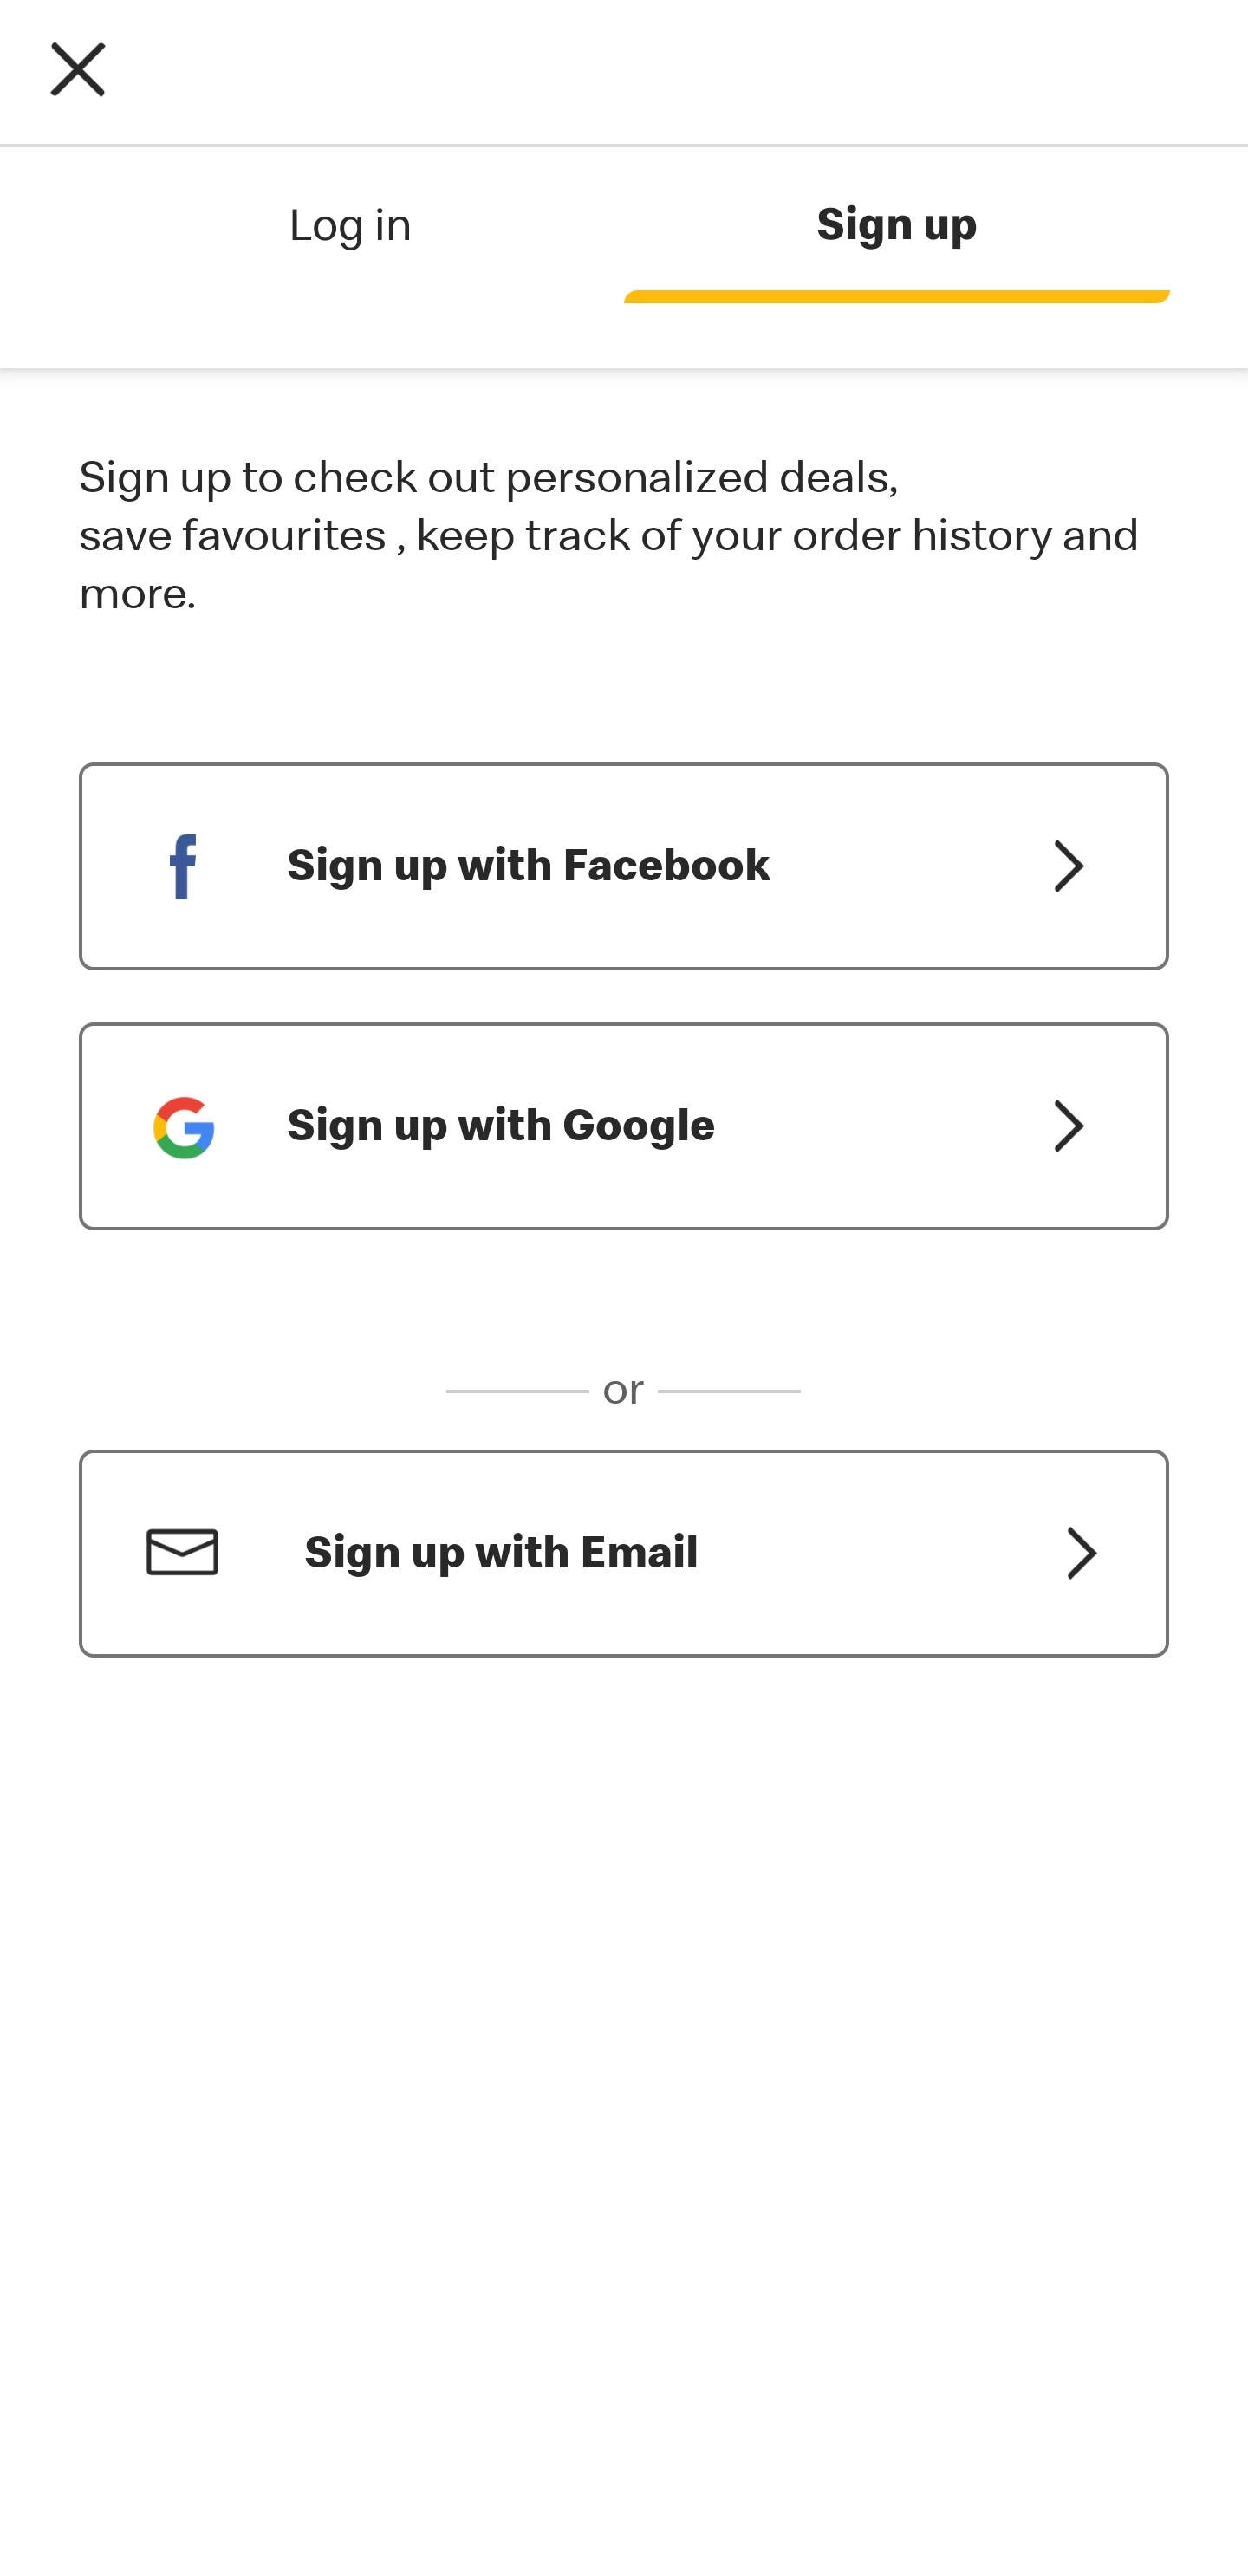 Log in
Sign up
Sign up to check out personalized deals,
save favourites , keep track of your order history and
more.
Sign up with Facebook
Sign up with Google
or
Sign up with Email